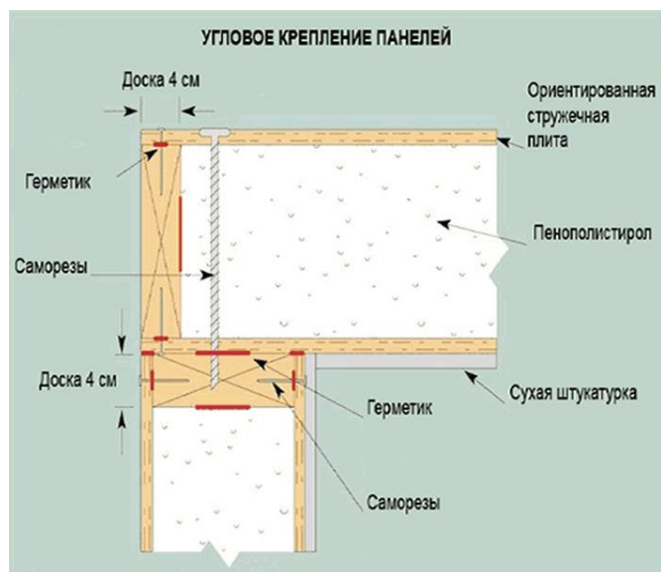 УГЛОВОЕ КРЕПЛЕНИЕ ПАНЕЛЕЙ
Доска 4 см
Ориентированная
стружечная
плита
Герметик
Пенополистирол
Саморезы
Доска 4 см
Сухая штукатурка
Герметик
Саморезы